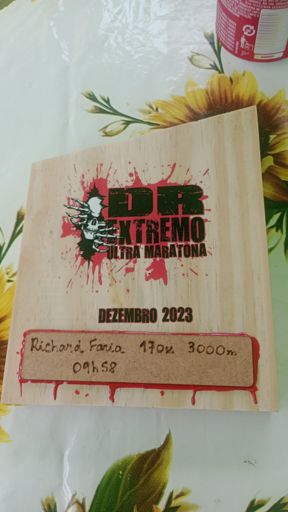 DR
EXTREMO
ULTRA MARATONA
DEZEMBRO 2023
Richard Faria 170k 3000m
09h58